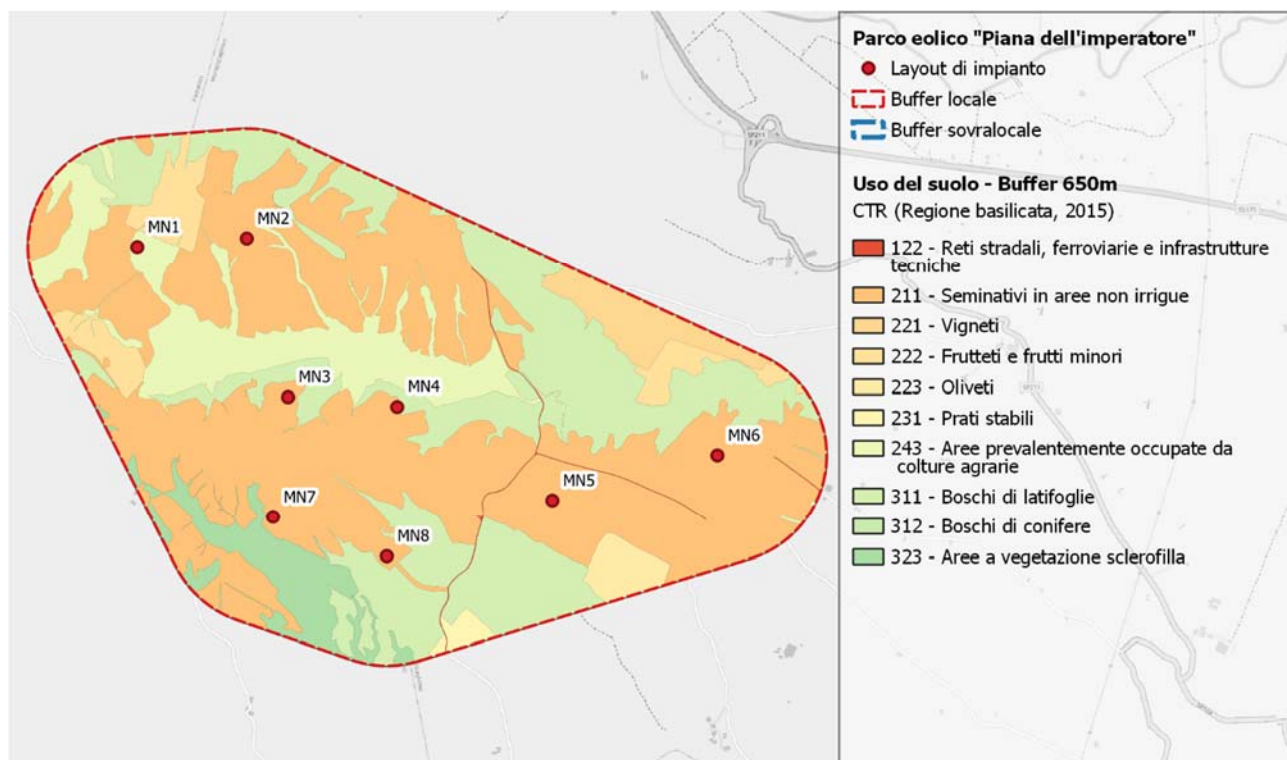 Parco eolico "Piana dell'imperatore"
Layout di impianto
Buffer locale
Buffer sovralocale
Uso del suolo - Buffer 650m
CTR (Regione basilicata, 2015)
122 - Reti stradali, ferroviarie e infrastrutture
tecniche
211 - Seminativi in aree non irrigue
221 - Vigneti
222 - Frutteti e frutti minori
223 - Oliveti
231 - Prati stabili
243 - Aree prevalentemente occupate da
colture agrarie
311 - Boschi di latifoglie
312 - Boschi di conifere
323 - Aree a vegetazione sclerofilla
MN1
MN2
MN3
MN4
MN6
MN5
MN7
MN8